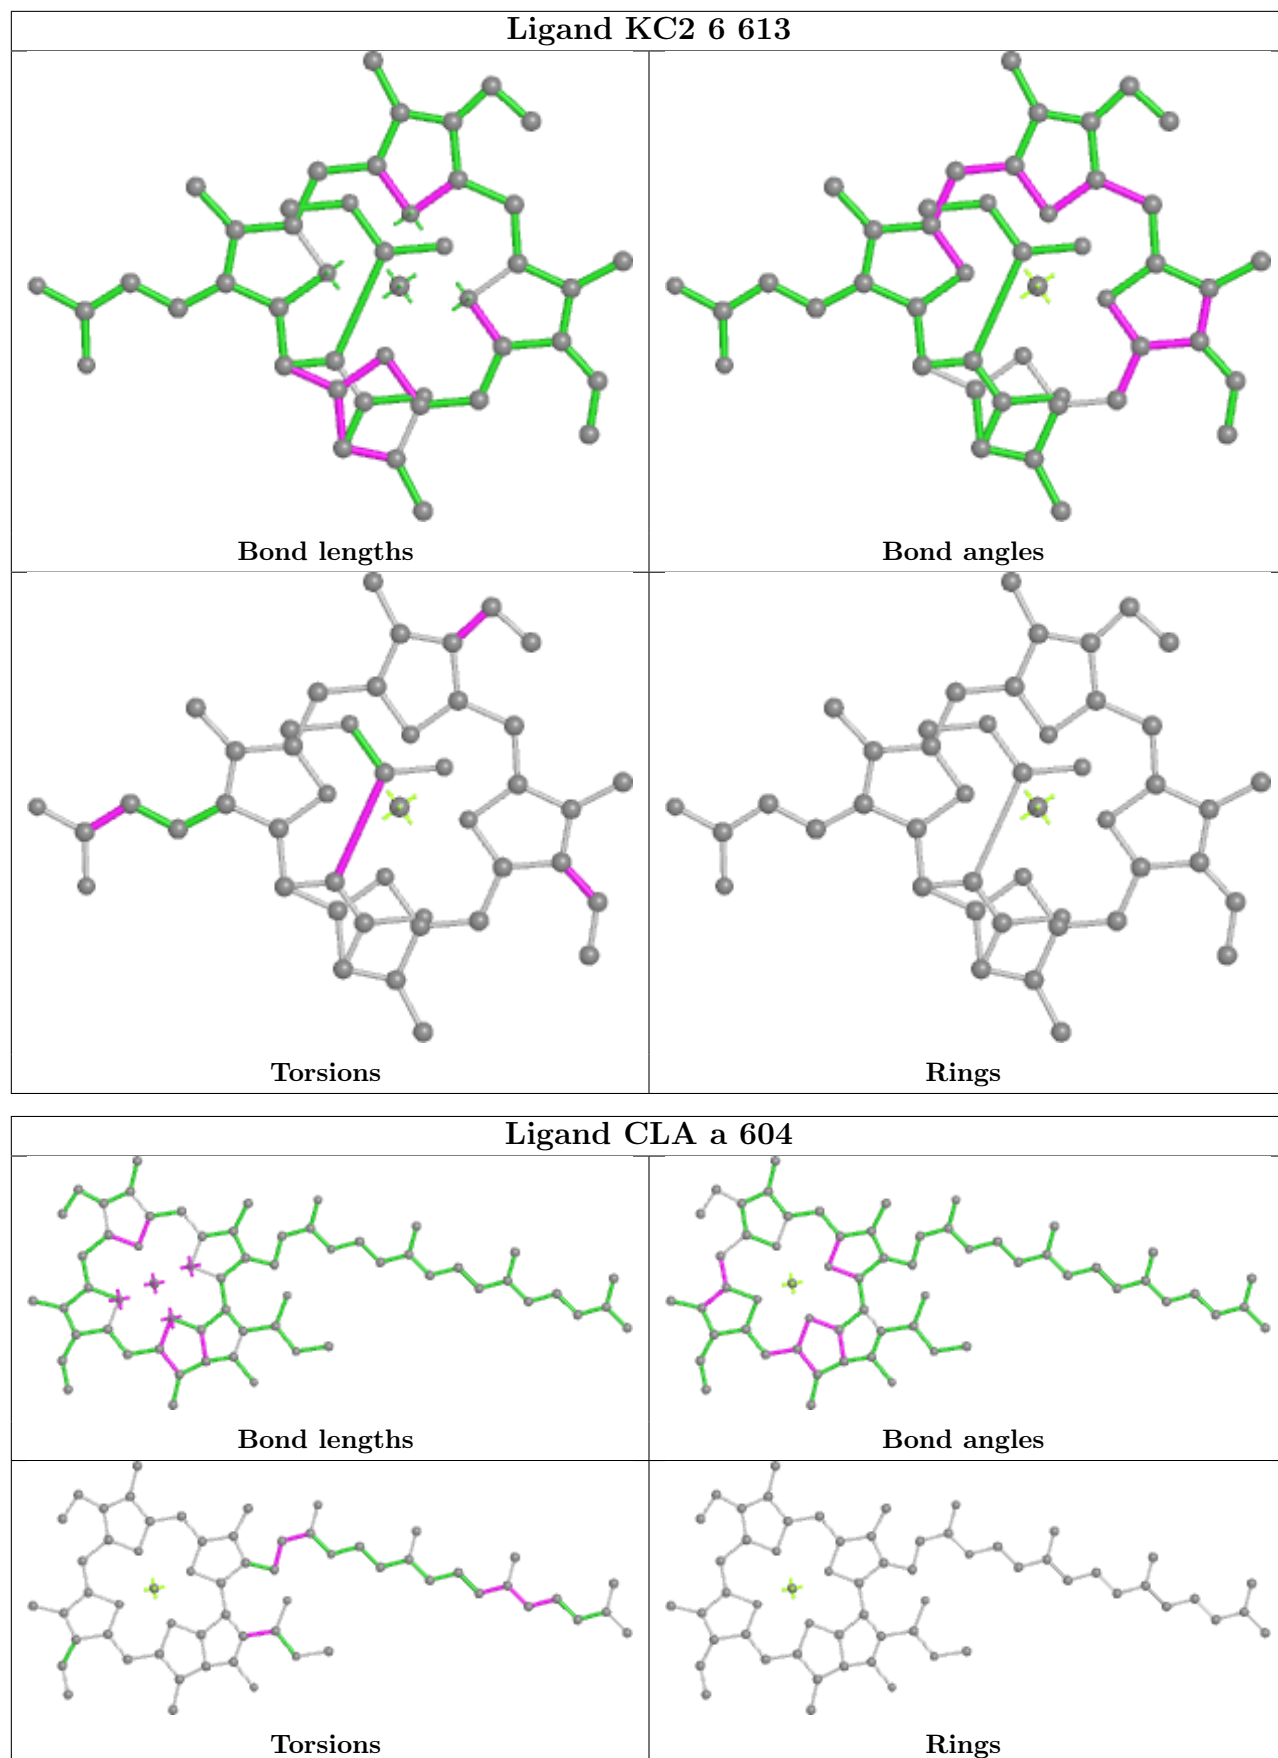 Ligand KC2 6 613
Bond lengths
Bond angles
Torsions
Rings
Ligand CLA a 604
Bond lengths
Bond angles
Torsions
Rings